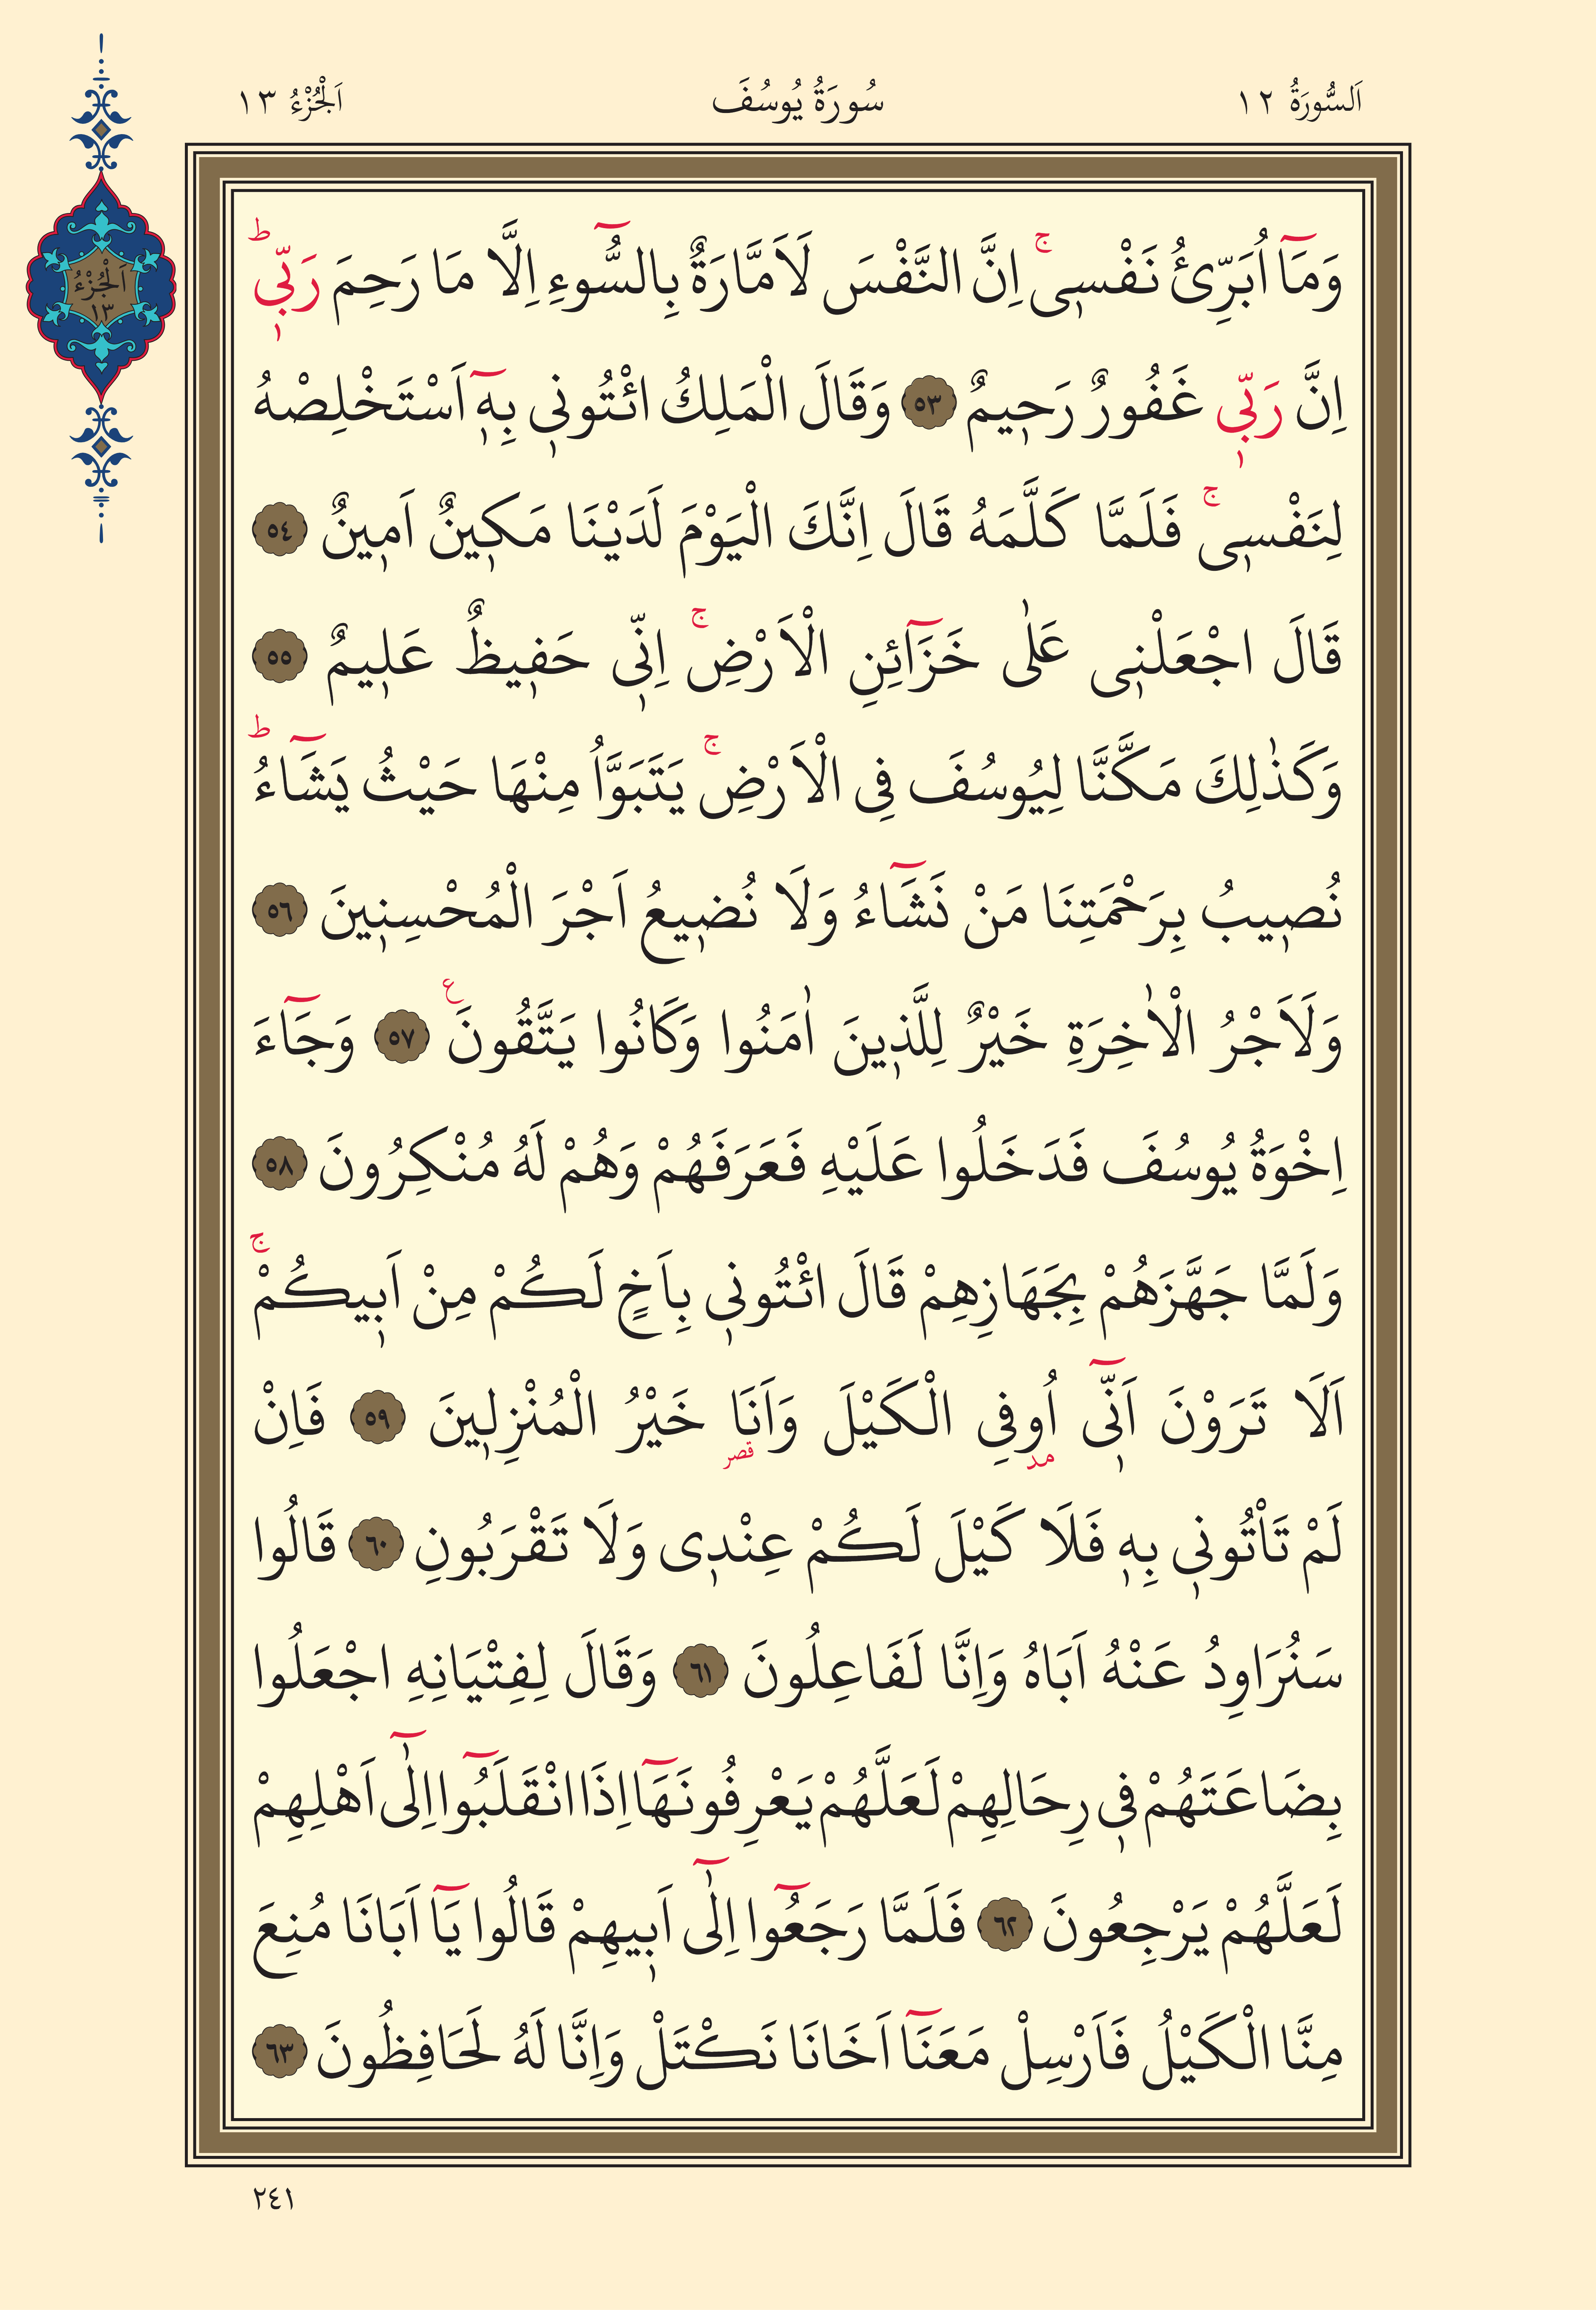 اَلسُّورَةُ ١٢
سُورَةُ يُوسُفَ
اَلْجُزْءُ ١٣
اَلْجُزْءُ
١٣
وَمَٓا اُبَرِّئُ نَفْسٖىۚ اِنَّ النَّفْسَ لَاَمَّارَةٌ بِالسُّٓوءِ اِلَّا مَا رَحِمَ رَبّٖىؕ
اِنَّ رَبّٖى غَفُورٌ رَحٖيمٌ ٥٣ وَقَالَ الْمَلِكُ ائْتُونٖى بِهٖٓ اَسْتَخْلِصْهُ
لِنَفْسٖىۚ فَلَمَّا كَلَّمَهُ قَالَ اِنَّكَ الْيَوْمَ لَدَيْنَا مَكٖينٌ اَمٖينٌ ٥٤
قَالَ اجْعَلْنٖى عَلٰى خَزَٓائِنِ الْاَرْضِۚ اِنّٖى حَفٖيظٌ عَلٖيمٌ ٥٥
وَكَذٰلِكَ مَكَّنَّا لِيُوسُفَ فِى الْاَرْضِۚ يَتَبَوَّاُ مِنْهَا حَيْثُ يَشَٓاءُؕ
نُصٖيبُ بِرَحْمَتِنَا مَنْ نَشَٓاءُ وَلَا نُضٖيعُ اَجْرَ الْمُحْسِنٖينَ ٥٦
وَلَاَجْرُ الْاٰخِرَةِ خَيْرٌ لِلَّذٖينَ اٰمَنُوا وَكَانُوا يَتَّقُونَ ع ٥٧ وَجَٓاءَ
اِخْوَةُ يُوسُفَ فَدَخَلُوا عَلَيْهِ فَعَرَفَهُمْ وَهُمْ لَهُ مُنْكِرُونَ ٥٨
وَلَمَّا جَهَّزَهُمْ بِجَهَازِهِمْ قَالَ ائْتُونٖى بِاَخٍ لَكُمْ مِنْ اَبٖيكُمْۚ
اَلَا تَرَوْنَ اَنّٖٓى اُوفِى الْكَيْلَ وَاَنَا خَيْرُ الْمُنْزِلٖينَ ٥٩ فَاِنْ
مد قصر
لَمْ تَاْتُونٖى بِهٖ فَلَا كَيْلَ لَكُمْ عِنْدٖى وَلَا تَقْرَبُونِ ٦٠ قَالُوا
سَنُرَاوِدُ عَنْهُ اَبَاهُ وَاِنَّا لَفَاعِلُونَ ٦١ وَقَالَ لِفِتْيَانِهِ اجْعَلُوا
بِضَاعَتَهُمْ فٖى رِحَالِهِمْ لَعَلَّهُمْ يَعْرِفُونَهَٓا اِذَا انْقَلَبُٓوا اِلٰٓى اَهْلِهِمْ
لَعَلَّهُمْ يَرْجِعُونَ ٦٢ فَلَمَّا رَجَعُٓوا اِلٰٓى اَبٖيهِمْ قَالُوا يَٓا اَبَانَا مُنِعَ
مِنَّا الْكَيْلُ فَاَرْسِلْ مَعَنَٓا اَخَانَا نَكْتَلْ وَاِنَّا لَهُ لَحَافِظُونَ ٦٣
٢٤١